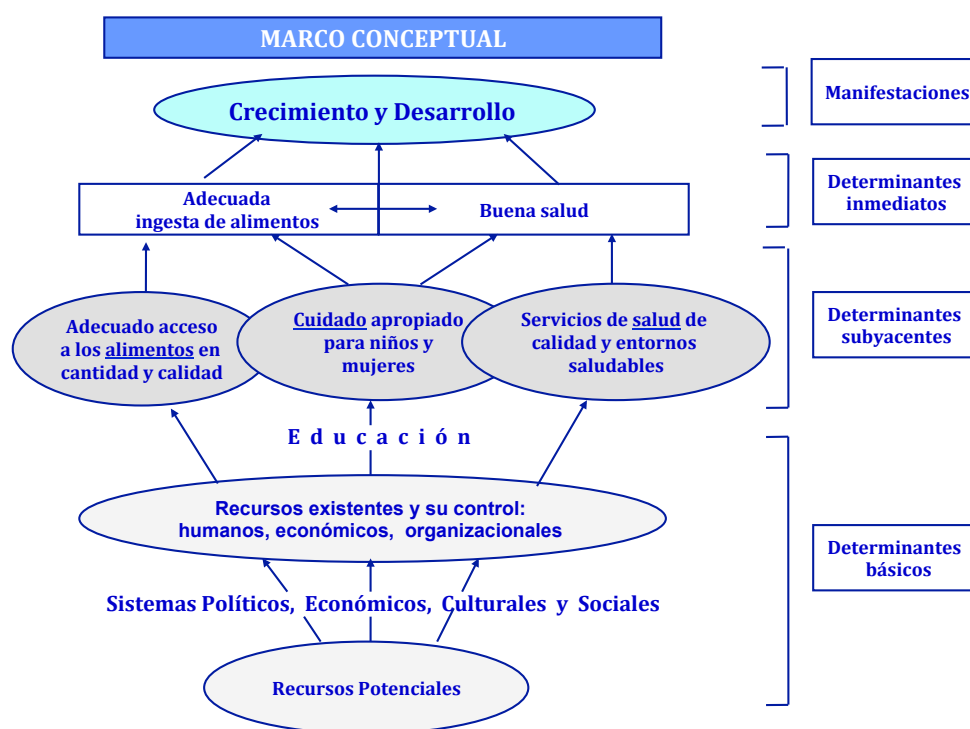 MARCO CONCEPTUAL
Crecimiento y Desarrollo
Manifestaciones
Adecuada
ingesta de alimentos
Buena salud
Determinantes
inmediatos
Adecuado acceso
a los alimentos en
cantidad y calidad
Cuidado apropiado
para niños y
mujeres
Servicios de salud de
calidad y entornos
saludables
Determinantes
subyacentes
E d u c a c i ó n
Recursos existentes y su control:
humanos, económicos, organizacionales
Determinantes
básicos
Sistemas Políticos, Económicos, Culturales y Sociales
Recursos Potenciales